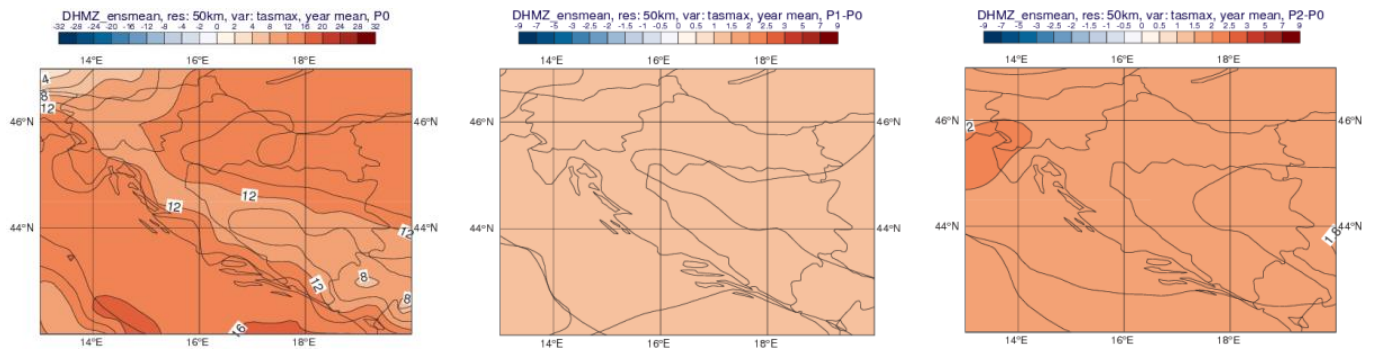 DHMZ_ensmean, res: 50km, var: tasmax, year mean, P0
-32 -28 -24 -20 -16 -12 -8 -4 -2 0 2 4 8 12 16 20 24 28 32
14°E 16°E 18°E
4
8
12
46°N 46°N
12
12
44°N 12 44°N
8
12
8
16
14°E 16°E 18°E
DHMZ_ensmean, res: 50km, var: tasmax, year mean, P1-P0
-9 -7 -5 -3 -2.5 -2 -1.5 -1 -0.5 0 0.5 1 1.5 2 2.5 3 5 7 9
14°E 16°E 18°E
46°N 46°N
44°N 44°N
14°E 16°E 18°E
DHMZ_ensmean, res: 50km, var: tasmax, year mean, P2-P0
-9 -7 -5 -3 -2.5 -2 -1.5 -1 -0.5 0 0.5 1 1.5 2 2.5 3 5 7 9
14°E 16°E 18°E
46°N 46°N
2
44°N 44°N
1.8
14°E 16°E 18°E